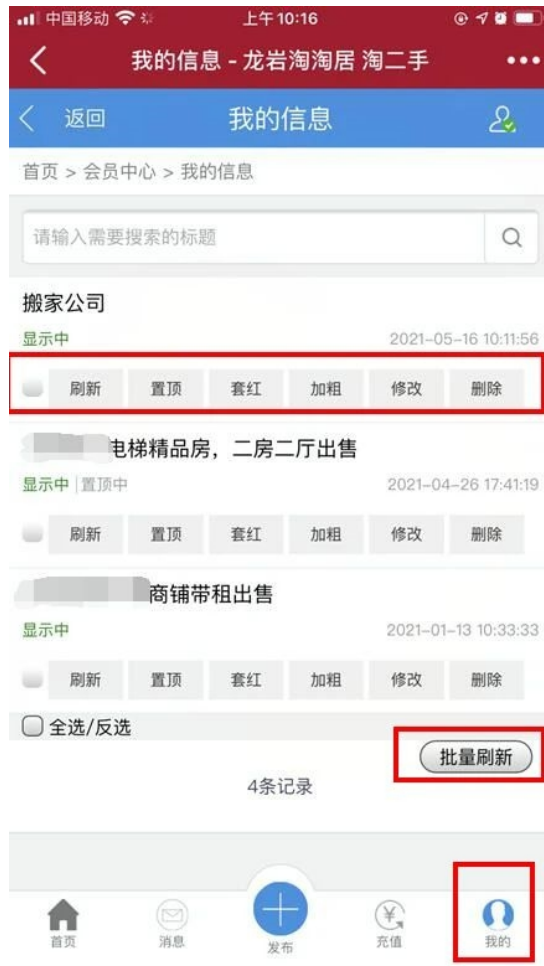 中国移动 上午10:16
我的信息 - 龙岩淘淘居 淘二手
返回 我的信息
首页 > 会员中心 > 我的信息
请输入需要搜索的标题
搬家公司
显示中 2021-05-16 10:11:56
刷新 置顶 套红 加粗 修改 删除
电梯精品房，二房二厅出售
显示中 | 置顶中 2021-04-26 17:41:19
刷新 置顶 套红 加粗 修改 删除
商铺带租出售
显示中 2021-01-13 10:33:33
刷新 置顶 套红 加粗 修改 删除
全选/反选
批量刷新
4条记录
首页 消息 发布 充值 我的